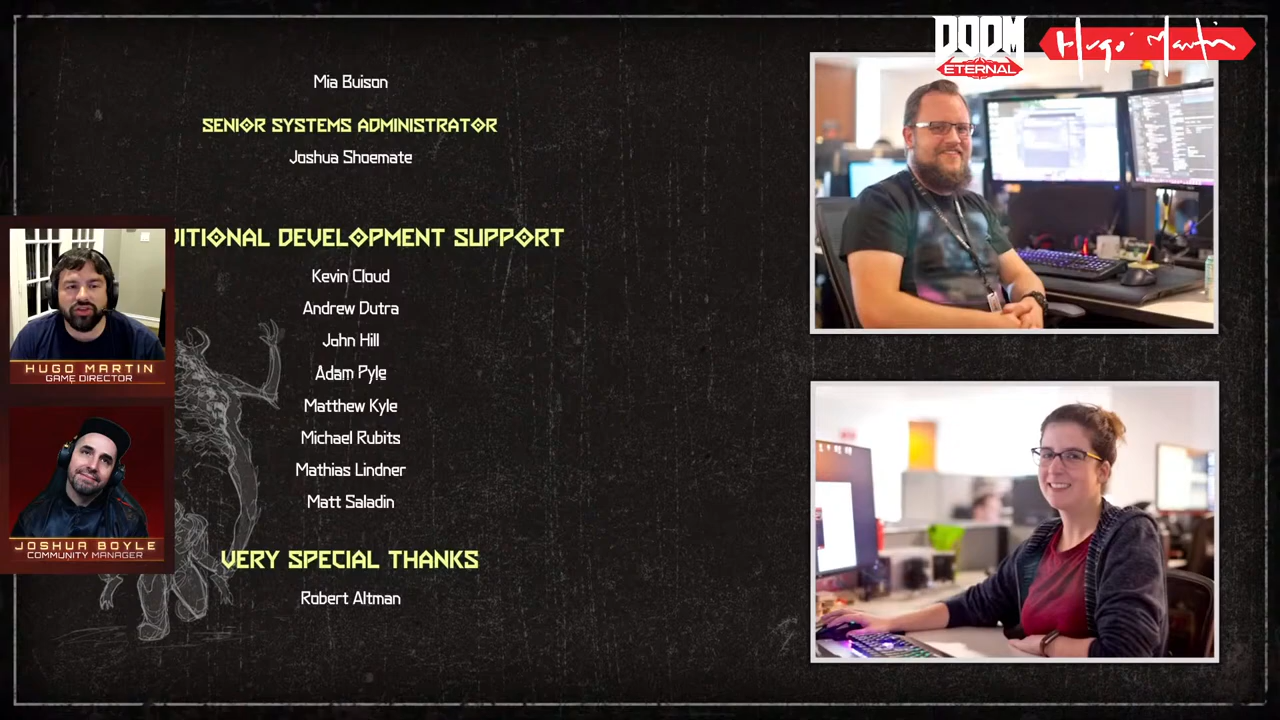 DOOM
ETERNAL
Hugo Martin
Mia Buison
SENIOR SYSTEMS ADMINISTRATOR
Joshua Shoemate
DITIONAL DEVELOPMENT SUPPORT
Kevin Cloud
Andrew Dutra
John Hill
Adam Pyle
Matthew Kyle
Michael Rubits
Mathias Lindner
Matt Saladin
VERY SPECIAL THANKS
Robert Altman
HUGO MARTIN
GAME DIRECTOR
JOSHUA BOYLE
COMMUNITY MANAGER